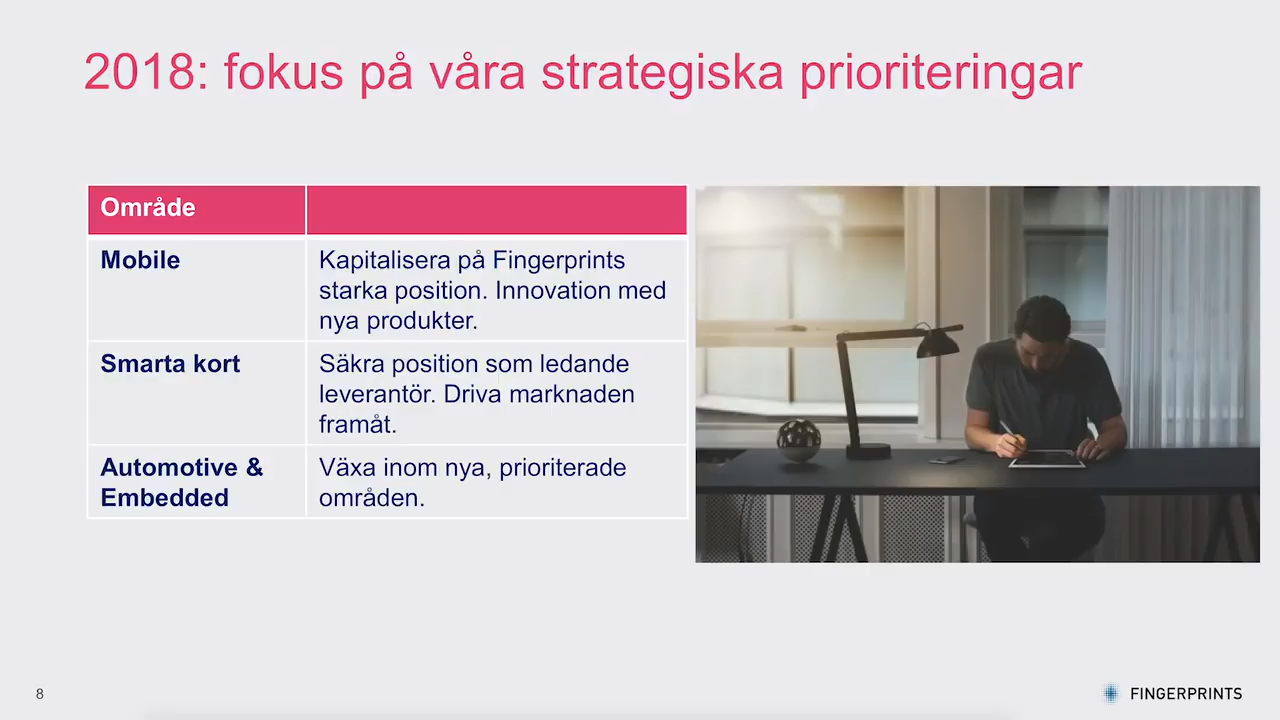 2018: fokus på våra strategiska prioriteringar
Område
Mobile
Kapitalisera på Fingerprints
starka position. Innovation med
nya produkter.
Smarta kort
Säkra position som ledande
leverantör. Driva marknaden
framåt.
Automotive &
Embedded
Växa inom nya, prioriterade
områden.
8
FINGERPRINTS